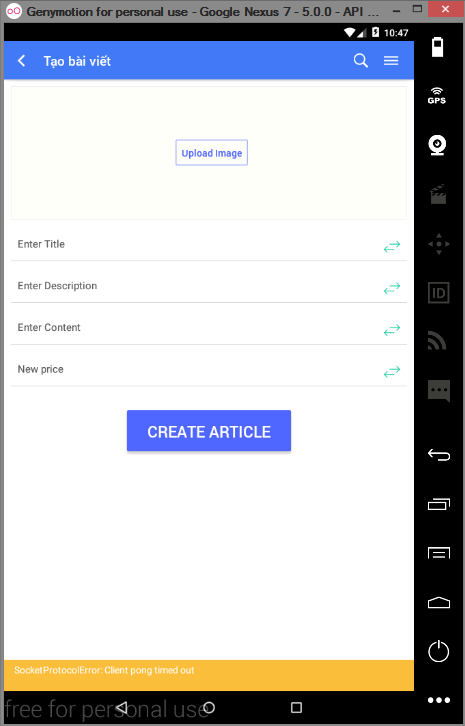 Genymotion for personal use - Google Nexus 7 - 5.0.0 - API ...
10:47
Tạo bài viết
GPS
Upload Image
Enter Title
Enter Description
ID
Enter Content
New price
CREATE ARTICLE
SocketProtocolError: Client pong timed out
free for personal use